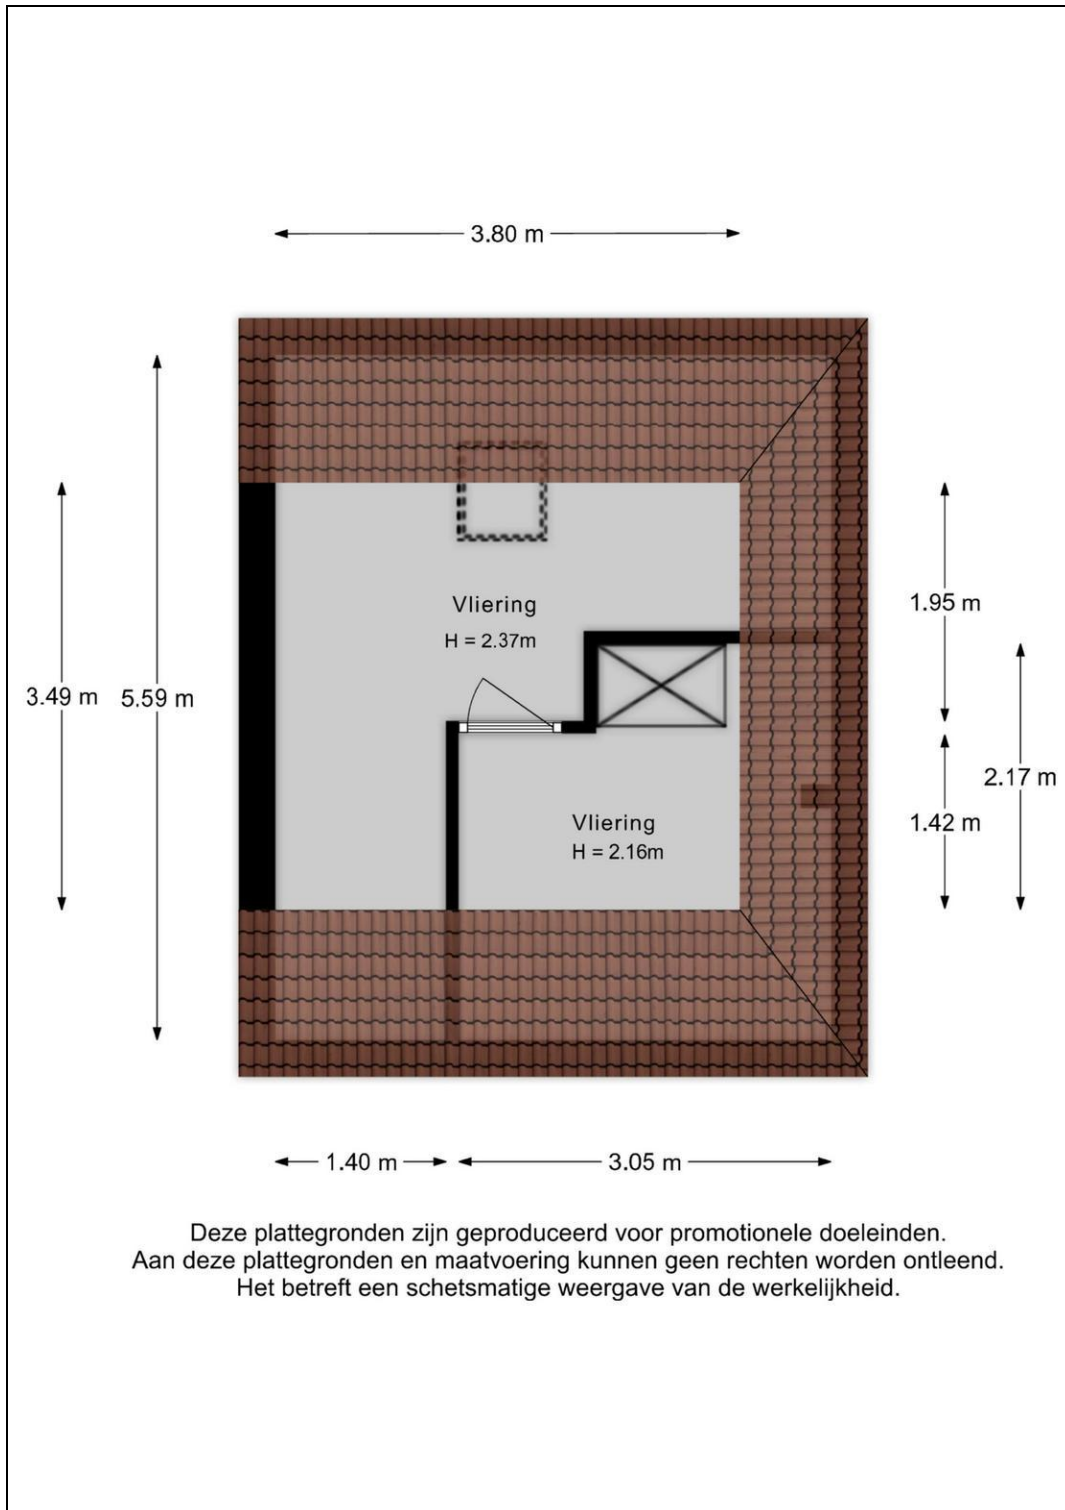 3.80 m
Vliering
H = 2.37m
1.95 m
3.49 m
5.59 m
2.17 m
Vliering
H = 2.16m
1.42 m
1.40 m
3.05 m
Deze plattegronden zijn geproduceerd voor promotionele doeleinden.
Aan deze plattegronden en maatvoering kunnen geen rechten worden ontleend.
Het betreft een schetsmatige weergave van de werkelijkheid.